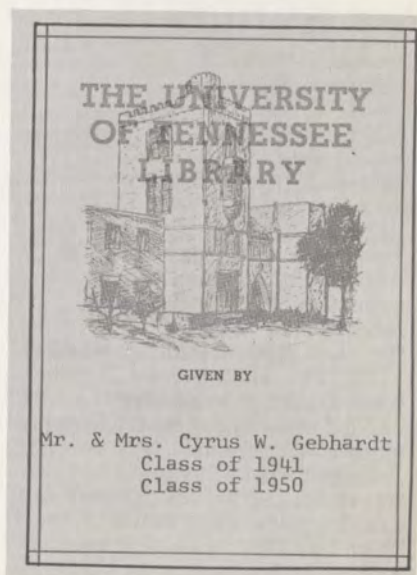 THE UNIVERSITY
OF TENNESSEE
LIBRARY
GIVEN BY
Mr. & Mrs. Cyrus W. Gebhardt
Class of 1941
Class of 1950